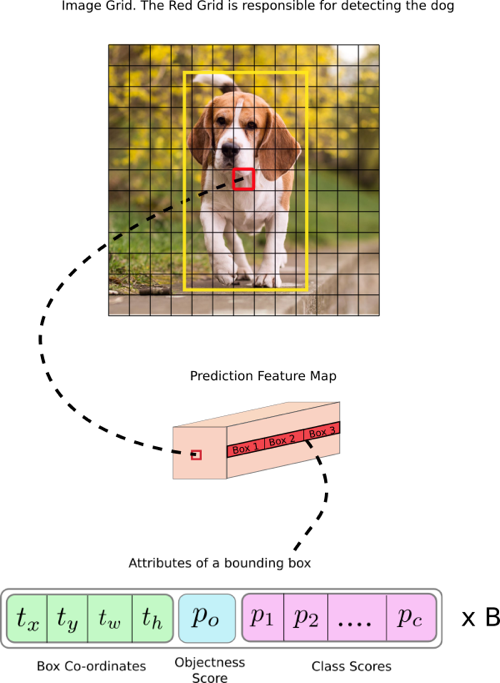 Image Grid. The Red Grid is responsible for detecting the dog
Prediction Feature Map
Box 1 Box 2 Box 3
Attributes of a bounding box
t_x t_y t_w t_h p_o p_1 p_2 .... p_c x B
Box Co-ordinates Objectness Score Class Scores